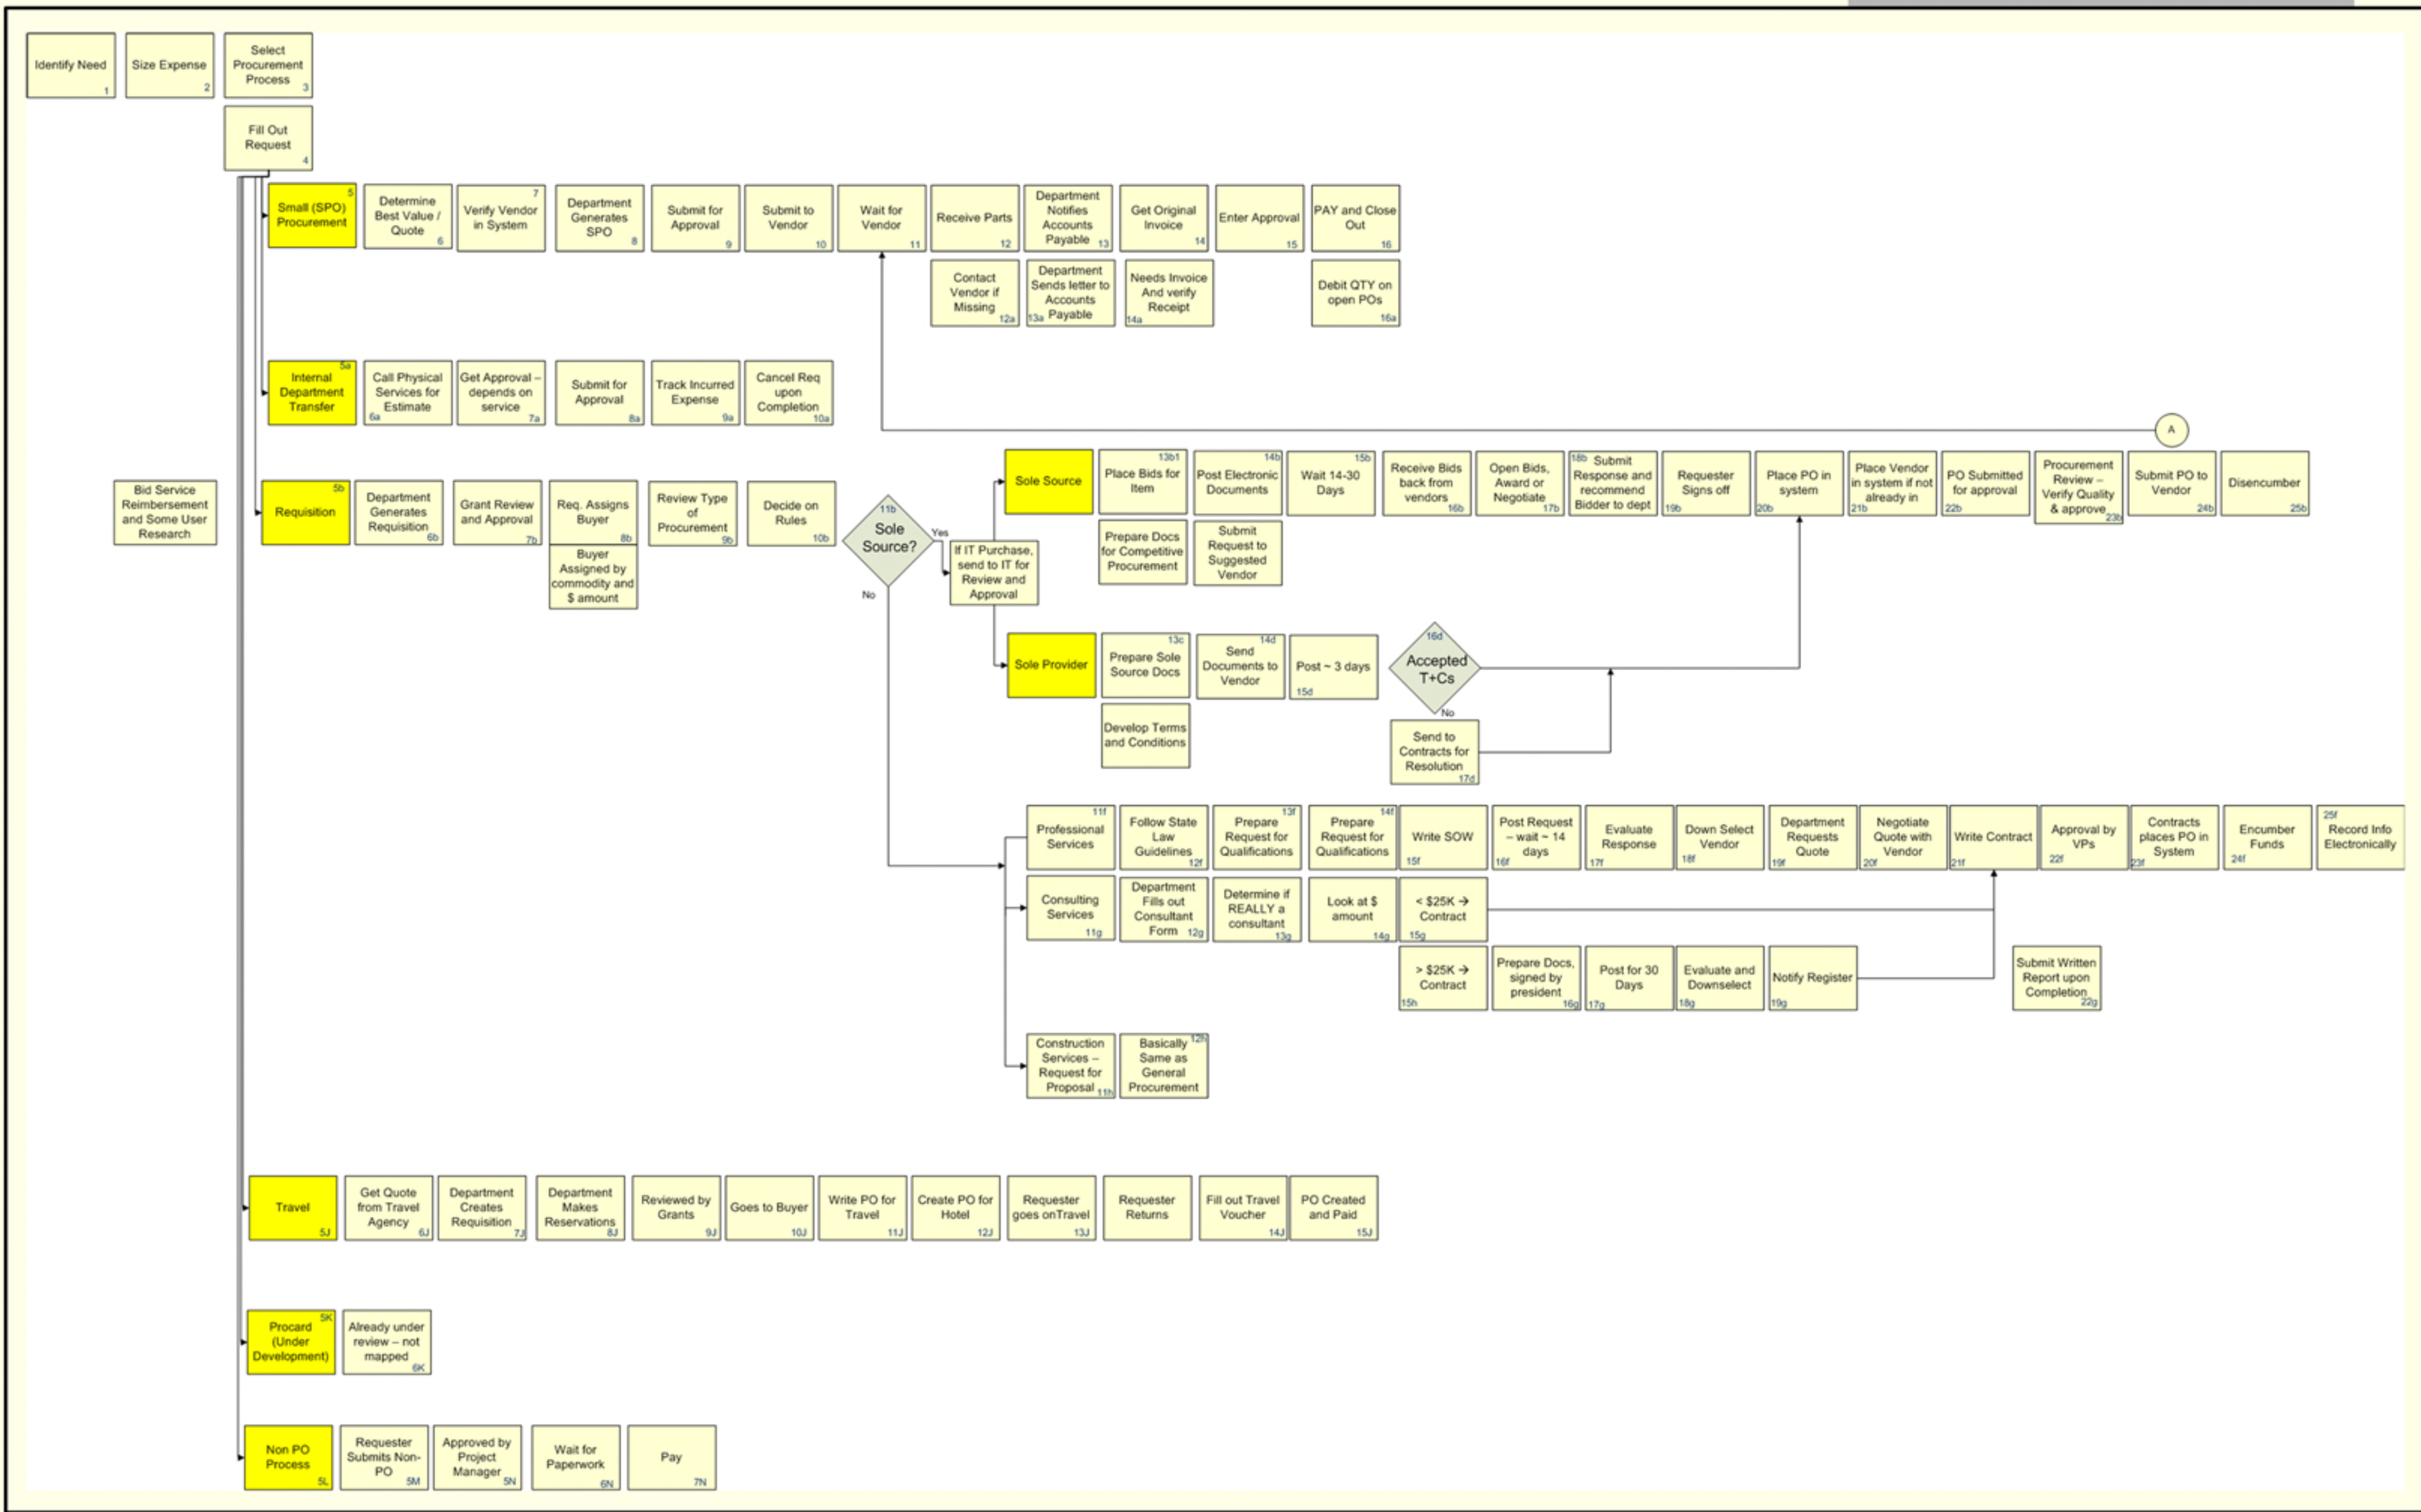 Identify Need
1
Size Expense
2
Select
Procurement
Process
3
Fill Out
Request
4
5
Small (SPO)
Procurement
Determine
Best Value /
Quote
6
7
Verify Vendor
in System
Department
Generates
SPO
8
Submit for
Approval
9
Submit to
Vendor
10
Wait for
Vendor
11
Receive Parts
12
Department
Notifies
Accounts
Payable
13
Get Original
Invoice
14
Enter Approval
15
PAY and Close
Out
16
Contact
Vendor if
Missing
12a
Department
Sends letter to
Accounts
Payable
13a
Needs Invoice
And verify
Receipt
14a
Debit QTY on
open POs
16a
5a
Internal
Department
Transfer
Call Physical
Services for
Estimate
6a
Get Approval –
depends on
service
7a
Submit for
Approval
8a
Track Incurred
Expense
9a
Cancel Req
upon
Completion
10a
A
Bid Service
Reimbursement
and Some User
Research
5b
Requisition
Department
Generates
Requisition
6b
Grant Review
and Approval
7b
Req. Assigns
Buyer
8b
Buyer
Assigned by
commodity and
$ amount
Review Type
of
Procurement
9b
Decide on
Rules
10b
11b
Sole
Source?
Yes
No
If IT Purchase,
send to IT for
Review and
Approval
Sole Source
13b1
Place Bids for
Item
14b
Post Electronic
Documents
15b
Wait 14-30
Days
Receive Bids
back from
vendors
16b
Open Bids,
Award or
Negotiate
17b
18b
Submit
Response and
recommend
Bidder to dept
Requester
Signs off
19b
Place PO in
system
20b
Place Vendor
in system if not
already in
21b
PO Submitted
for approval
22b
Procurement
Review –
Verify Quality
& approve
23b
Submit PO to
Vendor
24b
Disencumber
25b
Prepare Docs
for Competitive
Procurement
Submit
Request to
Suggested
Vendor
Sole Provider
13c
Prepare Sole
Source Docs
14d
Send
Documents to
Vendor
Post ~ 3 days
15d
16d
Accepted
T+Cs
No
Develop Terms
and Conditions
Send to
Contracts for
Resolution
17d
11f
Professional
Services
Follow State
Law
Guidelines
12f
13f
Prepare
Request for
Qualifications
14f
Prepare
Request for
Qualifications
Write SOW
15f
Post Request
– wait ~ 14
days
16f
Evaluate
Response
17f
Down Select
Vendor
18f
Department
Requests
Quote
19f
Negotiate
Quote with
Vendor
20f
Write Contract
21f
Approval by
VPs
22f
Contracts
places PO in
System
23f
Encumber
Funds
24f
25f
Record Info
Electronically
Consulting
Services
11g
Department
Fills out
Consultant
Form
12g
Determine if
REALLY a
consultant
13g
Look at $
amount
14g
< $25K →
Contract
15g
> $25K →
Contract
15h
Prepare Docs,
signed by
president
16g
Post for 30
Days
17g
Evaluate and
Downselect
18g
Notify Register
19g
Submit Written
Report upon
Completion
22g
Construction
Services –
Request for
Proposal
11h
12h
Basically
Same as
General
Procurement
Travel
5J
Get Quote
from Travel
Agency
6J
Department
Creates
Requisition
7J
Department
Makes
Reservations
8J
Reviewed by
Grants
9J
Goes to Buyer
10J
Write PO for
Travel
11J
Create PO for
Hotel
12J
Requester
goes onTravel
13J
Requester
Returns
Fill out Travel
Voucher
14J
PO Created
and Paid
15J
5K
Procard
(Under
Development)
Already under
review – not
mapped
6K
Non PO
Process
5L
Requester
Submits Non-
PO
5M
Approved by
Project
Manager
5N
Wait for
Paperwork
6N
Pay
7N